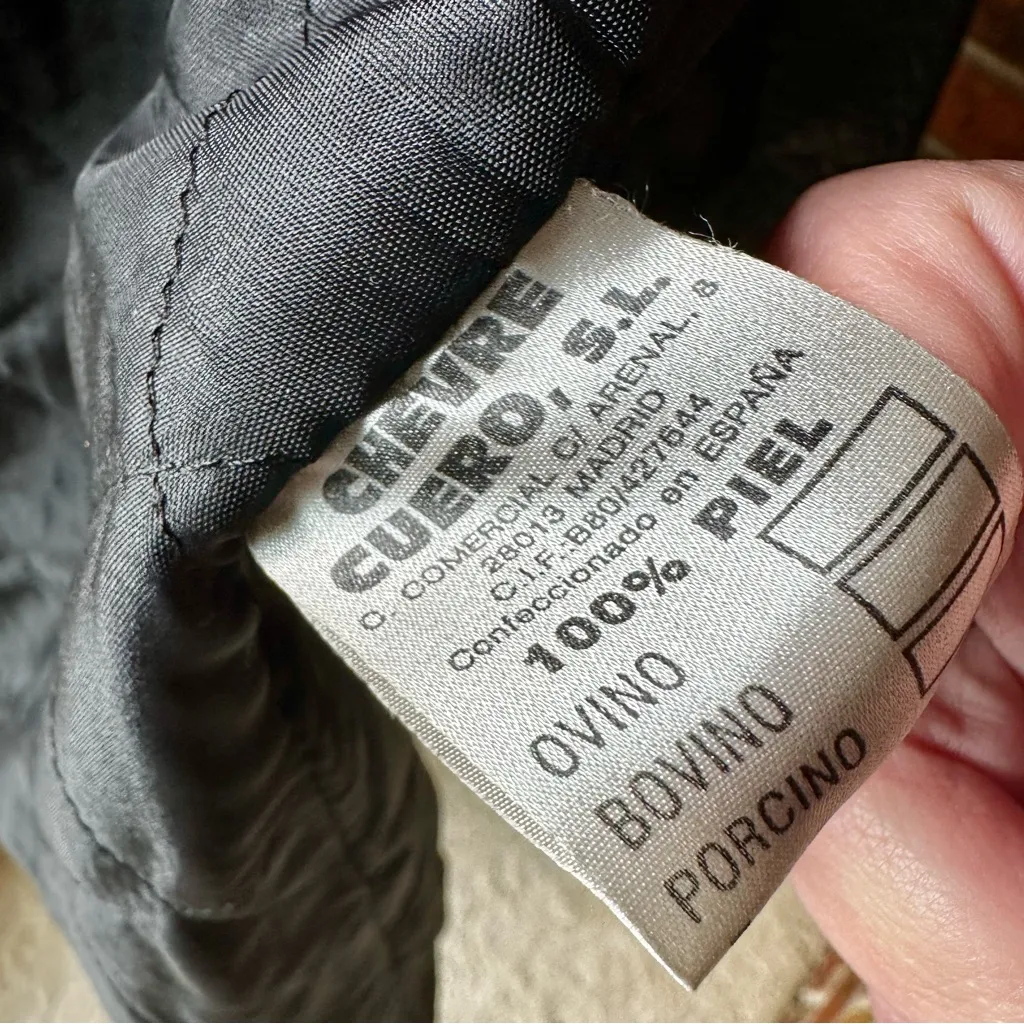 CHEVRE
CUERO, S.L.
C. COMERCIAL C/ ARENAL, 8
28013 MADRID
C.I.F. B80/427644
Confeccionado en ESPAÑA
100% PIEL
OVINO
BOVINO
PORCINO